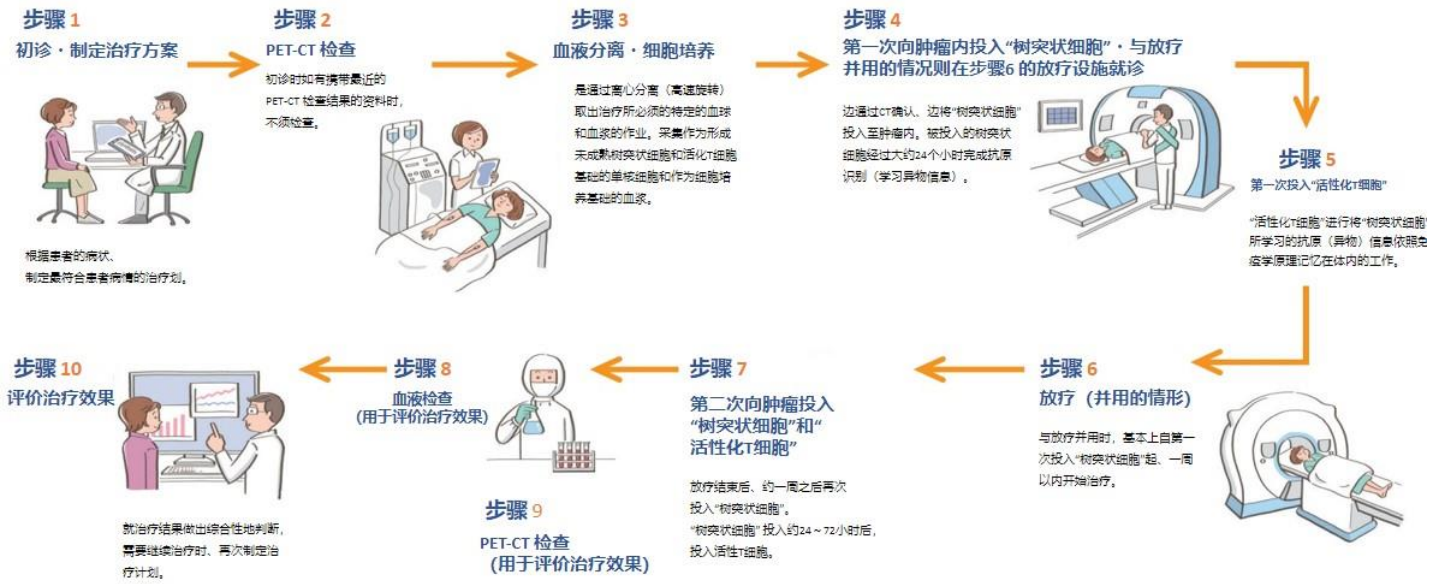 步骤 1
初诊·制定治疗方案
根据患者的病状、
制定最符合患者病情的治疗划。
步骤 2
PET-CT 检查
初诊时如有携带最近的
PET-CT 检查结果的资料时,
不须检查。
步骤 3
血液分离·细胞培养
是通过离心分离（高速旋转）
取出治疗所必须的特定的血球
和血浆的作业。采集作为形成
未成熟树突状细胞和活化T细胞
基础的单核细胞和作为细胞培
养基础的血浆。
步骤 4
第一次向肿瘤内投入“树突状细胞”·与放疗
并用的情况则在步骤6 的放疗设施就诊
边通过CT确认、边将“树突状细胞”
投入至肿瘤内。被投入的树突状
细胞经过大约24个小时完成抗原
识别（学习异物信息）。
步骤 5
第一次投入“活性化T细胞”
“活性化T细胞”进行将“树突状细胞”
所学习的抗原（异物）信息依照免
疫学原理记忆在体内的工作。
步骤 6
放疗（并用的情形)
与放疗并用时，基本上自第一
次投入“树突状细胞”起、一周
以内开始治疗。
步骤 7
第二次向肿瘤投入
“树突状细胞”和“
活性化T细胞”
放疗结束后、约一周之后再次
投入“树突状细胞”。
“树突状细胞” 投入约24～72小时后，
投入活性T细胞。
步骤 8
血液检查
(用于评价治疗效果)
步骤 9
PET-CT 检查
(用于评价治疗效果)
步骤 10
评价治疗效果
就治疗结果做出综合性地判断，
需要继续治疗时、再次制定治
疗计划。